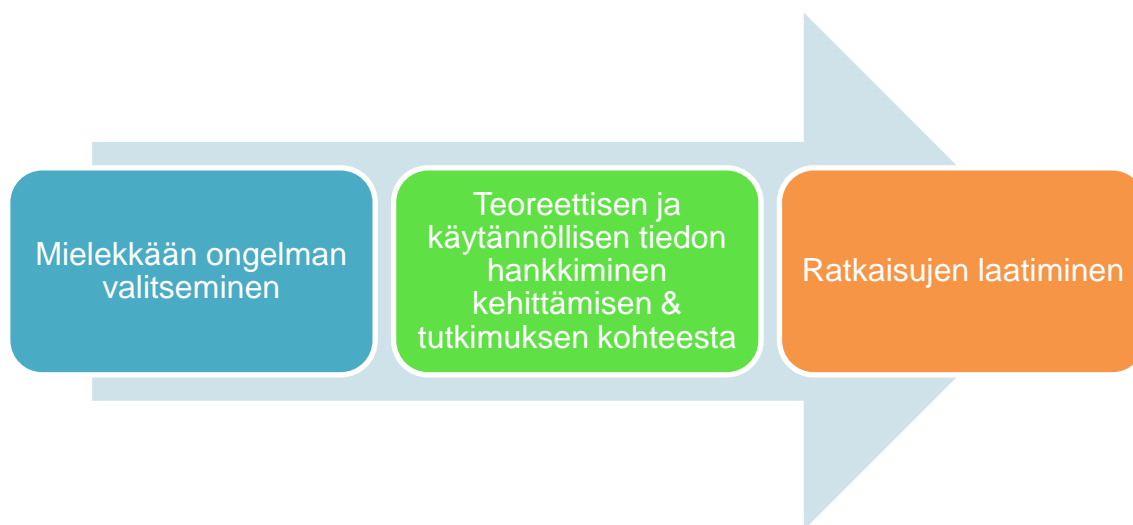 Mielekkään ongelman
valitseminen
Teoreettisen ja
käytännöllisen tiedon
hankkiminen
kehittämisen &
tutkimuksen kohteesta
Ratkaisujen laatiminen